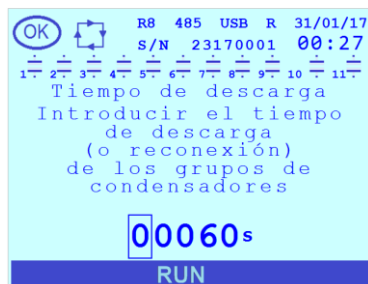 OK R8 485 USB R 31/01/17
S/N 23170001 00:27
1 2 3 4 5 6 7 8 9 10 11
Tiempo de descarga
Introducir el tiempo
de descarga
(o reconexión)
de los grupos de
condensadores
00060s
RUN